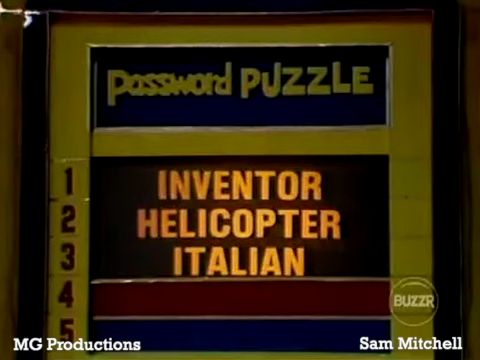 password PUZZLE
1 INVENTOR
2 HELICOPTER
3 ITALIAN
4
5
BUZZR
MG Productions
Sam Mitchell